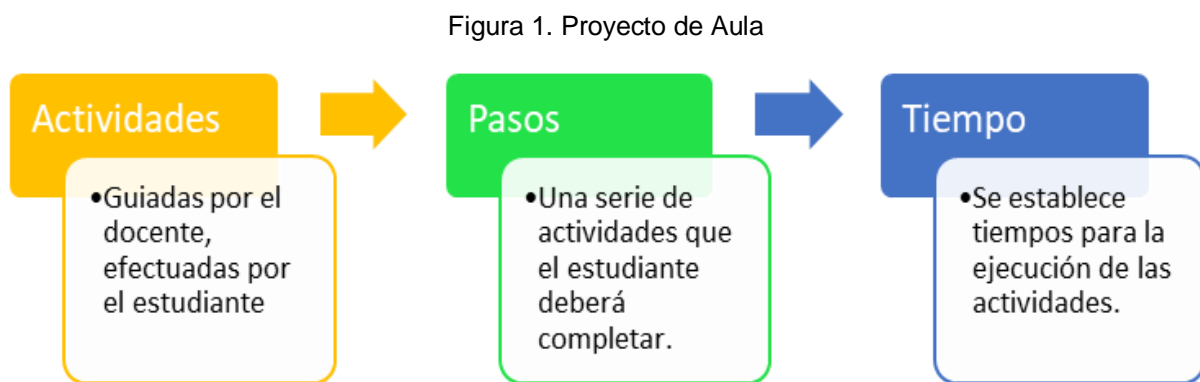 Figura 1. Proyecto de Aula
Actividades
•Guiadas por el
docente,
efectuadas por
el estudiante
Pasos
•Una serie de
actividades que
el estudiante
deberá
completar.
Tiempo
•Se establece
tiempos para la
ejecución de las
actividades.